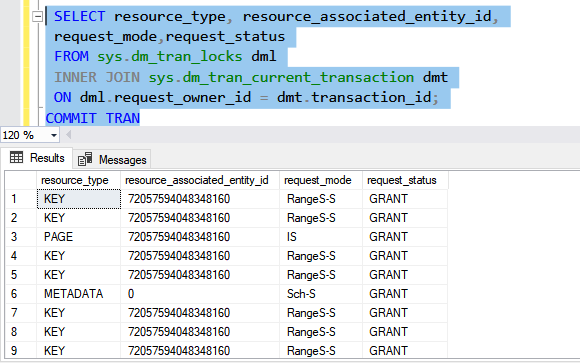 SELECT resource_type, resource_associated_entity_id,
request_mode,request_status
FROM sys.dm_tran_locks dml
INNER JOIN sys.dm_tran_current_transaction dmt
ON dml.request_owner_id = dmt.transaction_id;
COMMIT TRAN
120 %
Results Messages
resource_type resource_associated_entity_id request_mode request_status
1 KEY 72057594048348160 RangeS-S GRANT
2 KEY 72057594048348160 RangeS-S GRANT
3 PAGE 72057594048348160 IS GRANT
4 KEY 72057594048348160 RangeS-S GRANT
5 KEY 72057594048348160 RangeS-S GRANT
6 METADATA 0 Sch-S GRANT
7 KEY 72057594048348160 RangeS-S GRANT
8 KEY 72057594048348160 RangeS-S GRANT
9 KEY 72057594048348160 RangeS-S GRANT